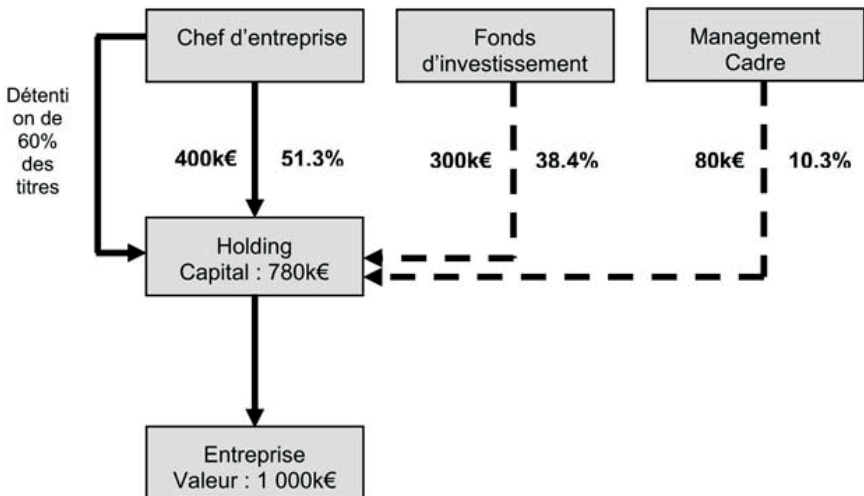 Chef d’entreprise
Fonds
d’investissement
Management
Cadre
Détenti
on de
60%
des
titres
400k€
51.3%
300k€
38.4%
80k€
10.3%
Holding
Capital : 780k€
Entreprise
Valeur : 1 000k€